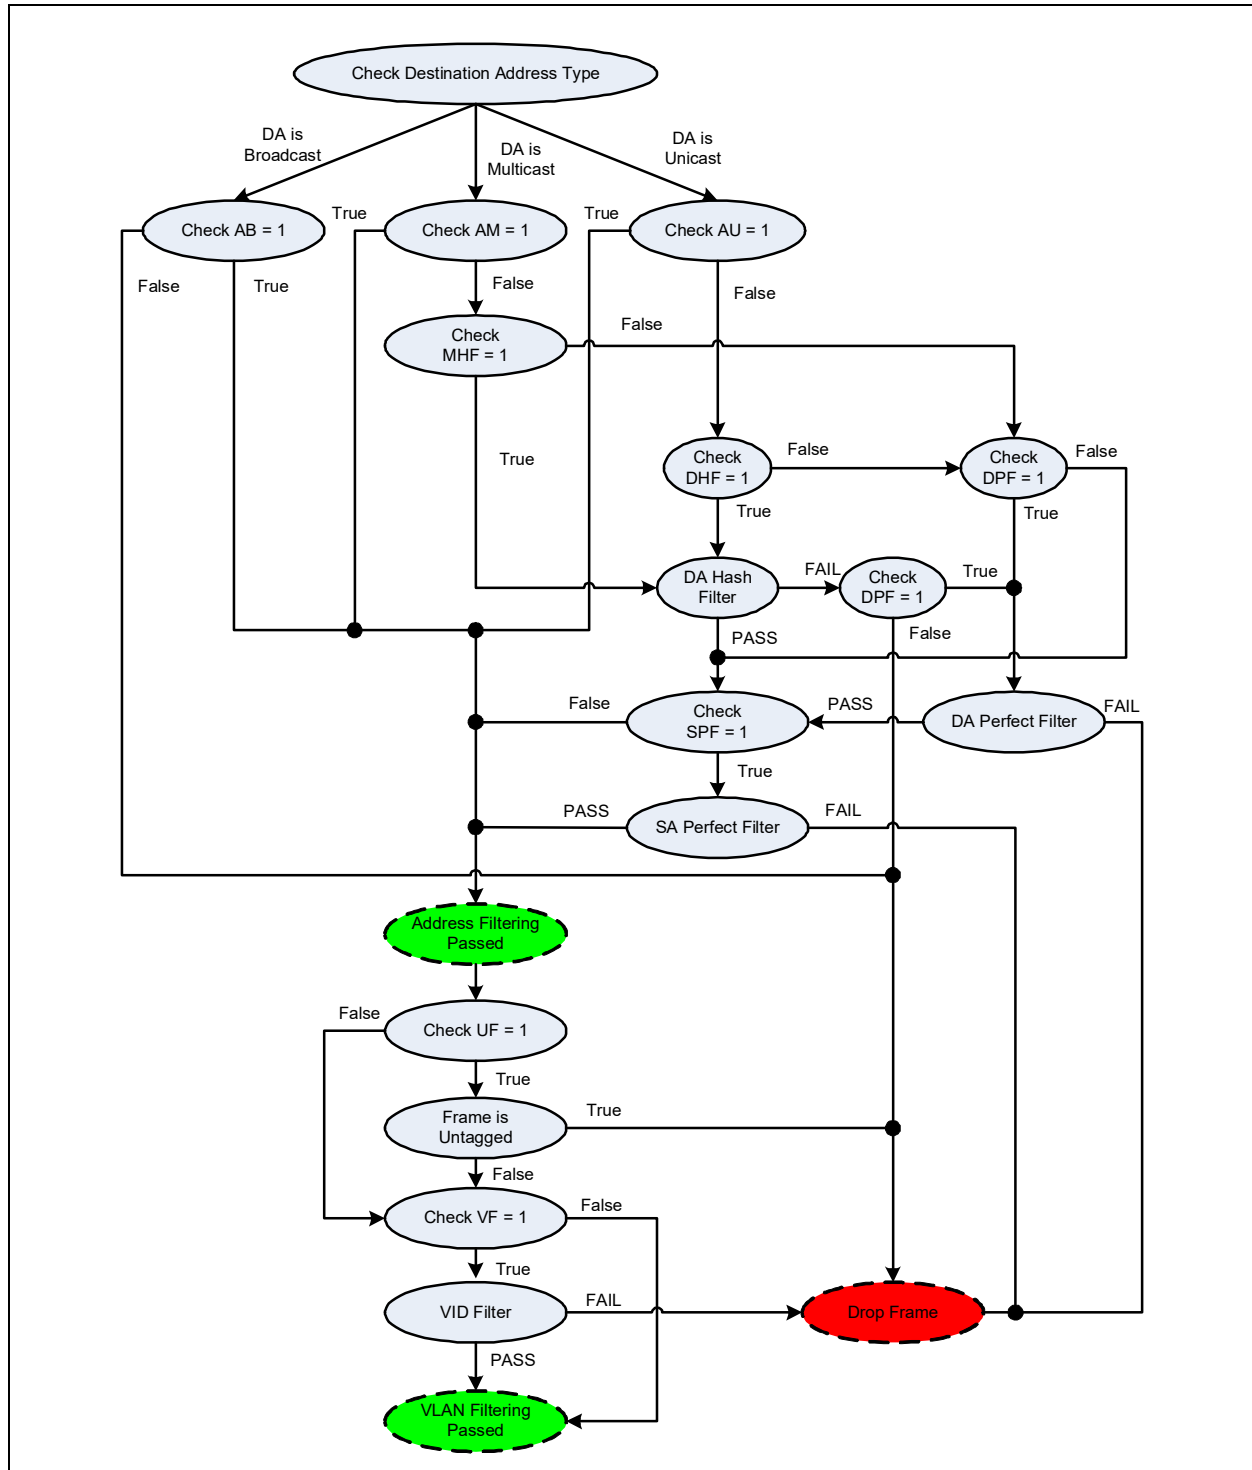 Check Destination Address Type
DA is
Broadcast
DA is
Multicast
DA is
Unicast
Check AB = 1
True
Check AM = 1
True
Check AU = 1
False
True
False
False
Check
MHF = 1
False
True
Check
DHF = 1
False
Check
DPF = 1
False
True
True
DA Hash
Filter
FAIL
Check
DPF = 1
True
PASS
False
False
Check
SPF = 1
PASS
DA Perfect Filter
FAIL
True
PASS
SA Perfect Filter
FAIL
Address Filtering
Passed
False
Check UF = 1
True
Frame is
Untagged
True
False
Check VF = 1
False
True
VID Filter
FAIL
Drop Frame
PASS
VLAN Filtering
Passed